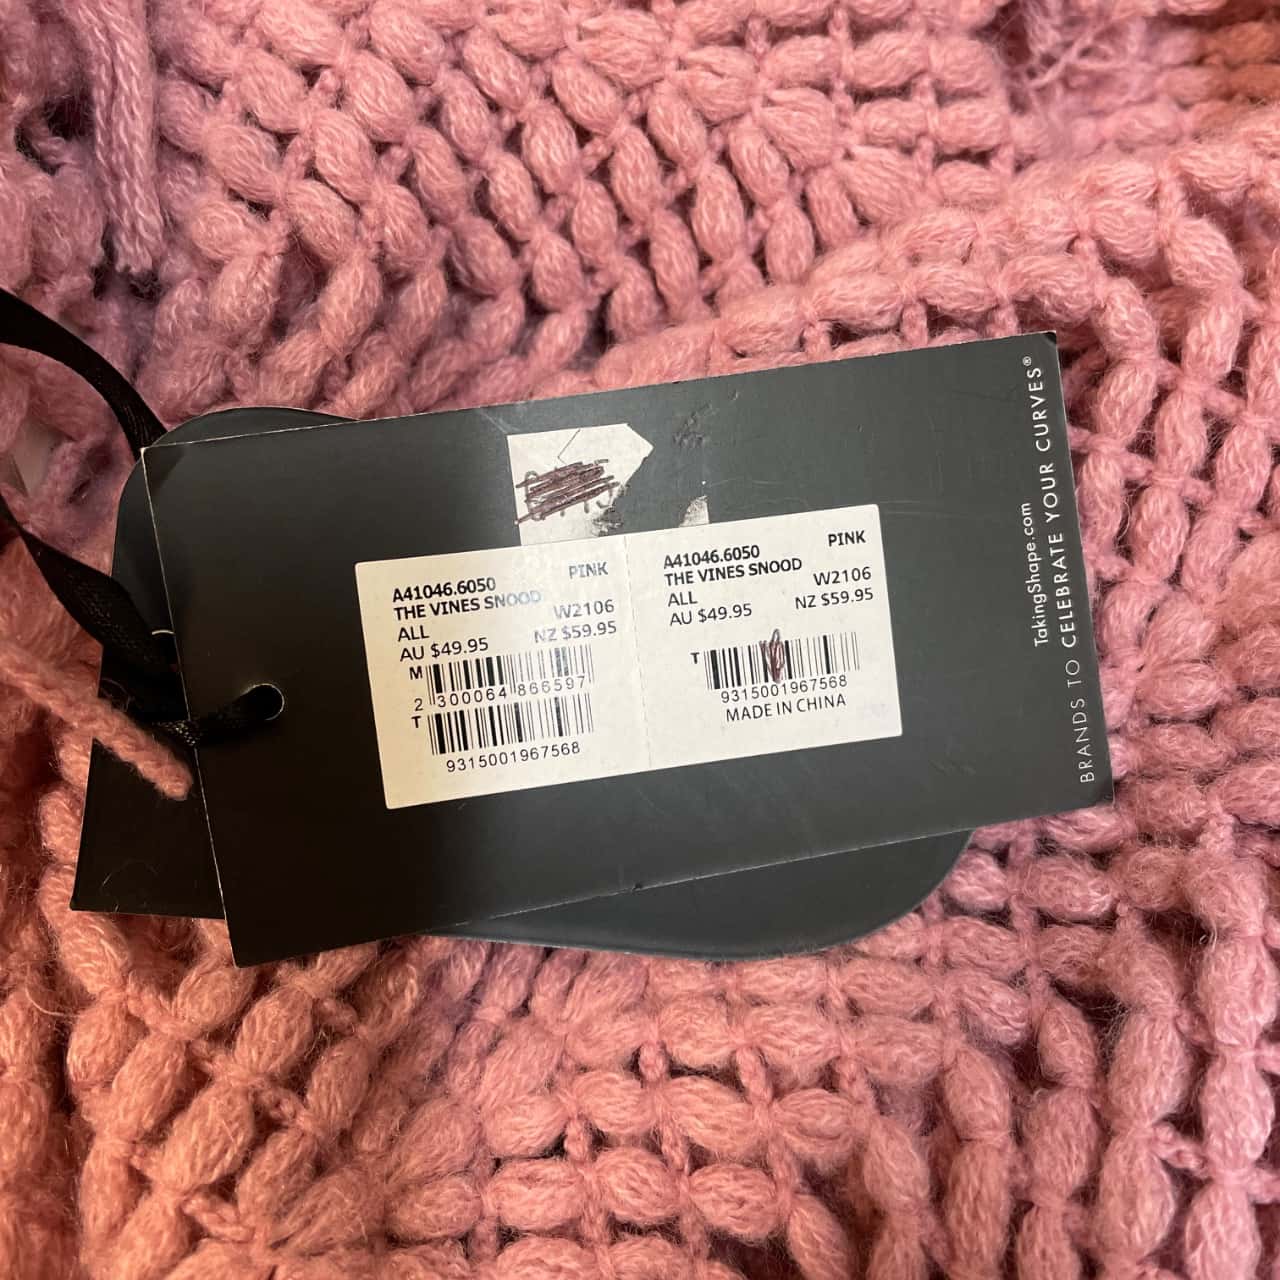 A41046.6050 PINK
THE VINES SNOOD
W2106
ALL
AU $49.95 NZ $59.95
M
2 300064 866597
T
9315001967568
A41046.6050 PINK
THE VINES SNOOD
ALL W2106
AU $49.95 NZ $59.95
T
9315001967568
MADE IN CHINA
TakingShape.com
BRANDS TO CELEBRATE YOUR CURVES®